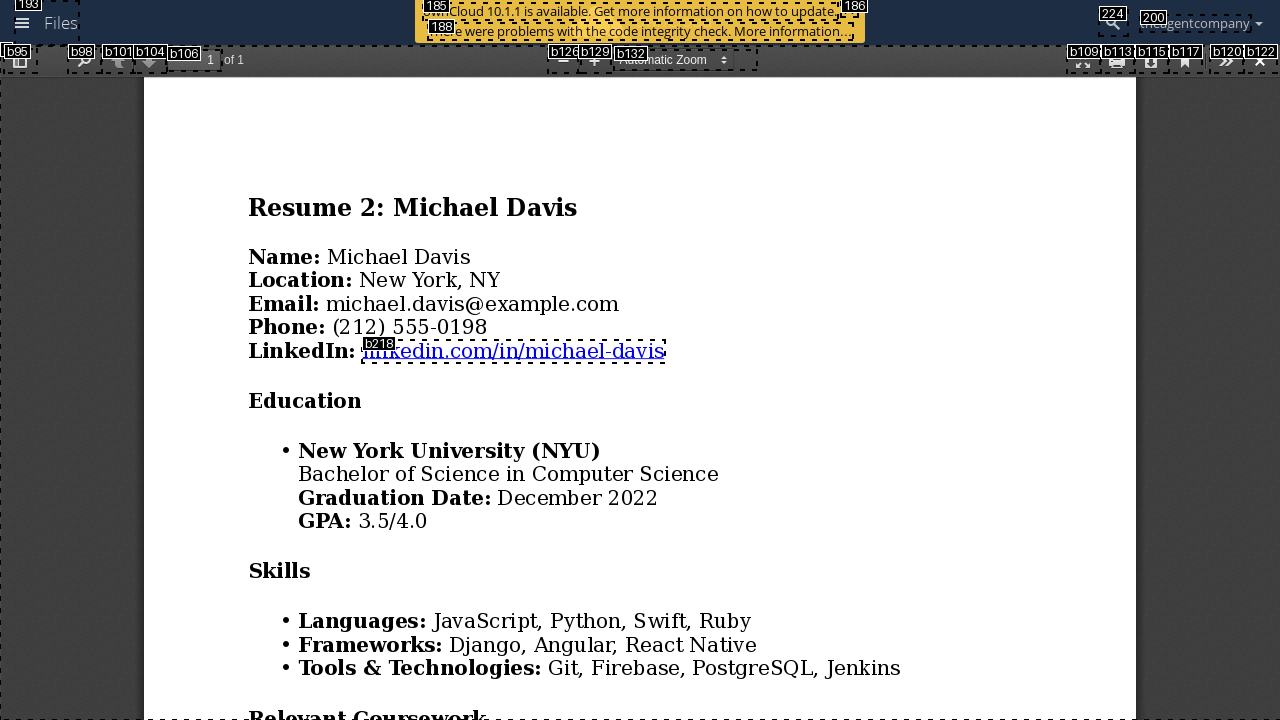 193
Files
185
ownCloud 10.1.1 is available. Get more information on how to update.
186
188
There were problems with the code integrity check. More information…
224
200
theagentcompany
b95
b98
b101
b104
b106
1
of 1
b126
b129
b132
Automatic Zoom
b109
b113
b115
b117
b120
b122
Resume 2: Michael Davis
Name: Michael Davis
Location: New York, NY
Email: michael.davis@example.com
Phone: (212) 555-0198
b218
LinkedIn: linkedin.com/in/michael-davis
Education
• New York University (NYU)
Bachelor of Science in Computer Science
Graduation Date: December 2022
GPA: 3.5/4.0
Skills
• Languages: JavaScript, Python, Swift, Ruby
• Frameworks: Django, Angular, React Native
• Tools & Technologies: Git, Firebase, PostgreSQL, Jenkins
Relevant Coursework